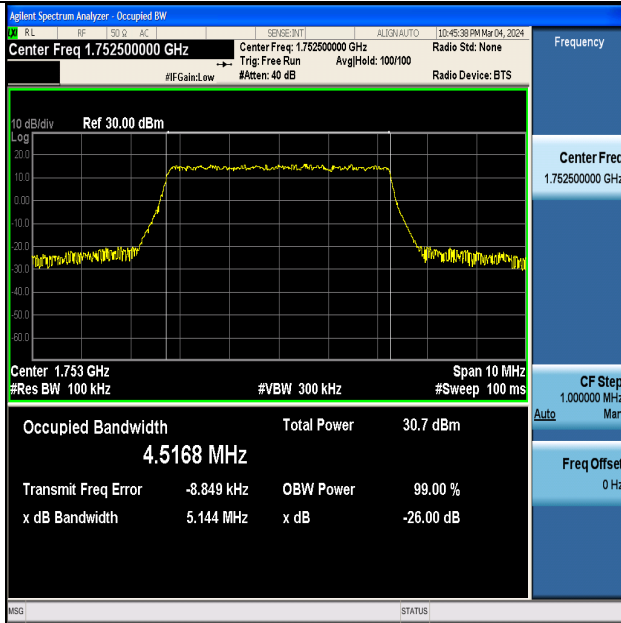 Agilent Spectrum Analyzer - Occupied BW
RL RF 50 Ω AC SENSE:INT ALIGN AUTO 10:45:38 PM Mar 04, 2024
Center Freq 1.752500000 GHz
Center Freq: 1.752500000 GHz
Radio Std: None
Trig: Free Run Avg|Hold: 100/100
#IFGain:Low
#Atten: 40 dB
Radio Device: BTS
Frequency
10 dB/div Ref 30.00 dBm
Log
20.0
10.0
0.00
-10.0
-20.0
-30.0
-40.0
-50.0
-60.0
Center 1.753 GHz
Span 10 MHz
#Res BW 100 kHz
#VBW 300 kHz
#Sweep 100 ms
Occupied Bandwidth
Total Power 30.7 dBm
4.5168 MHz
Transmit Freq Error -8.849 kHz
OBW Power 99.00 %
x dB Bandwidth 5.144 MHz
x dB -26.00 dB
Center Freq
1.752500000 GHz
CF Step
1.000000 MHz
Auto Man
Freq Offset
0 Hz
MSG
STATUS